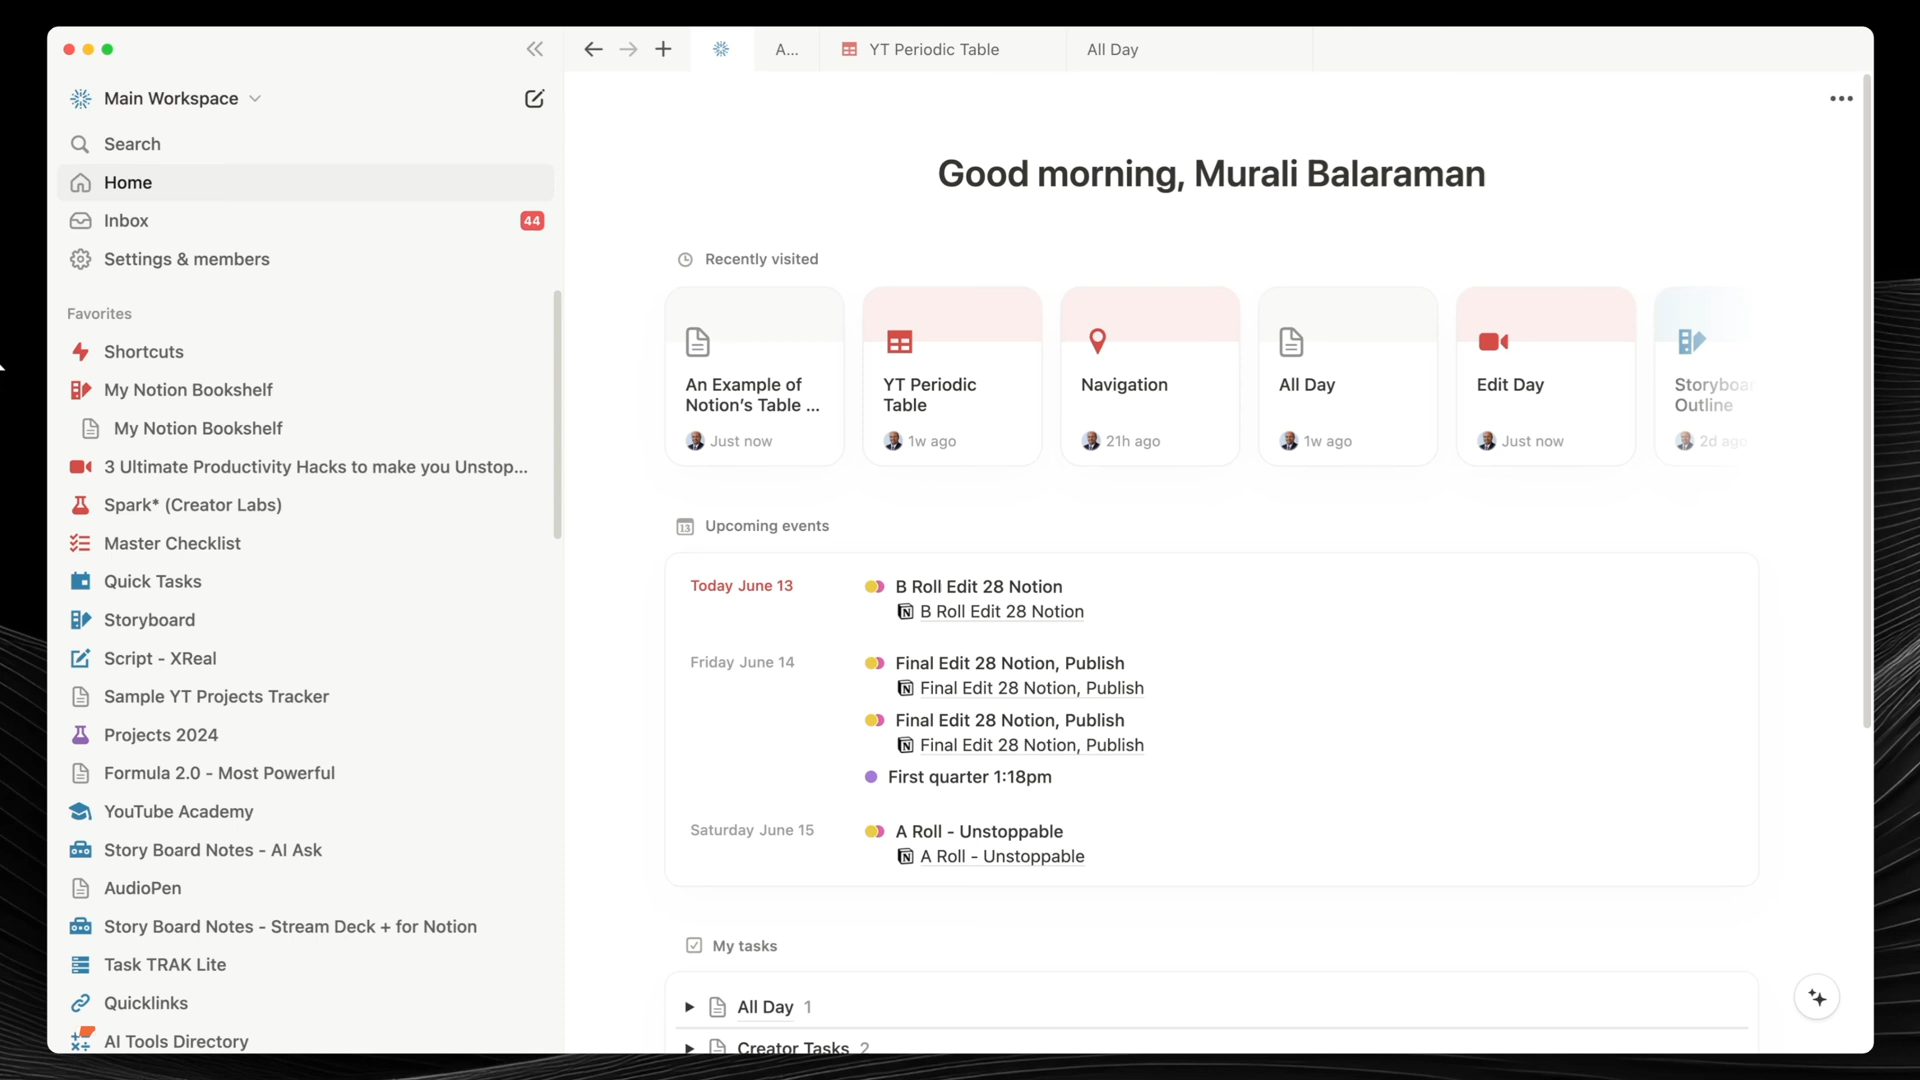 A...
YT Periodic Table
All Day
Main Workspace
Search
Home
Inbox
44
Settings & members
Favorites
Shortcuts
My Notion Bookshelf
My Notion Bookshelf
3 Ultimate Productivity Hacks to make you Unstop...
Spark* (Creator Labs)
Master Checklist
Quick Tasks
Storyboard
Script - XReal
Sample YT Projects Tracker
Projects 2024
Formula 2.0 - Most Powerful
YouTube Academy
Story Board Notes - AI Ask
AudioPen
Story Board Notes - Stream Deck + for Notion
Task TRAK Lite
Quicklinks
AI Tools Directory
Good morning, Murali Balaraman
Recently visited
An Example of
Notion’s Table ...
Just now
YT Periodic
Table
1w ago
Navigation
21h ago
All Day
1w ago
Edit Day
Just now
Storyboar
Outline
2d ago
13
Upcoming events
Today June 13
B Roll Edit 28 Notion
B Roll Edit 28 Notion
Friday June 14
Final Edit 28 Notion, Publish
Final Edit 28 Notion, Publish
Final Edit 28 Notion, Publish
Final Edit 28 Notion, Publish
First quarter 1:18pm
Saturday June 15
A Roll - Unstoppable
A Roll - Unstoppable
My tasks
All Day 1
Creator Tasks 2